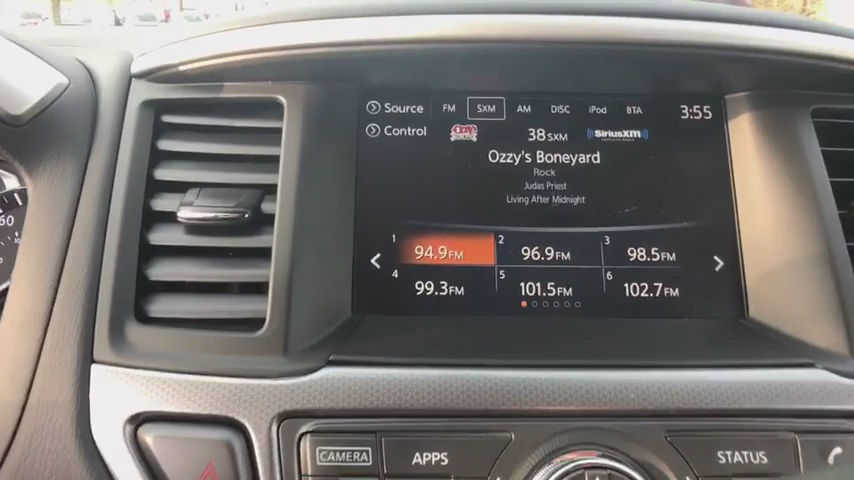 Source FM SXM AM DISC iPod BTA 3:55
Control 38SXM SiriusXM
Ozzy's Boneyard
Rock
Judas Priest
Living After Midnight
1 94.9FM 2 96.9FM 3 98.5FM
4 99.3FM 5 101.5FM 6 102.7FM
CAMERA APPS STATUS
60